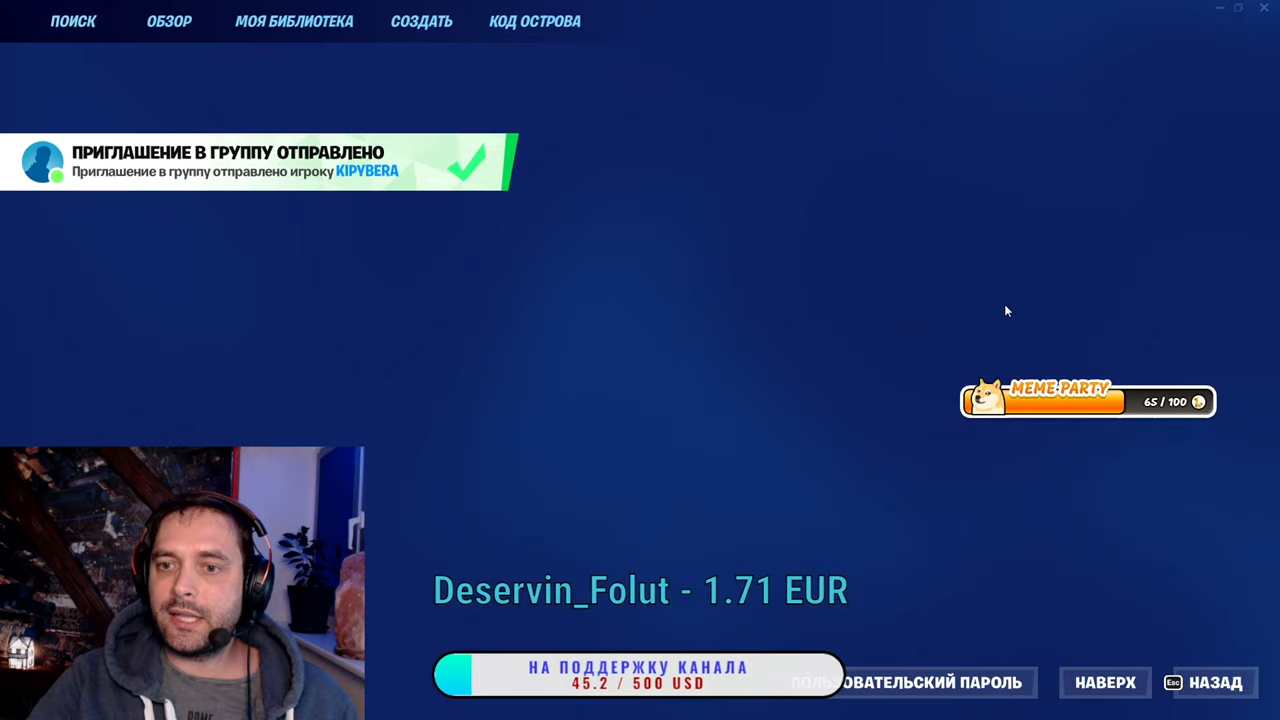 ПОИСК
ОБЗОР
МОЯ БИБЛИОТЕКА
СОЗДАТЬ
КОД ОСТРОВА
ПРИГЛАШЕНИЕ В ГРУППУ ОТПРАВЛЕНО
Приглашение в группу отправлено игроку KIPYBERA
MEME PARTY
65 / 100
Deservin_Folut - 1.71 EUR
НА ПОДДЕРЖКУ КАНАЛА
45.2 / 500 USD
ПОЛЬЗОВАТЕЛЬСКИЙ ПАРОЛЬ
НАВЕРХ
Esc НАЗАД